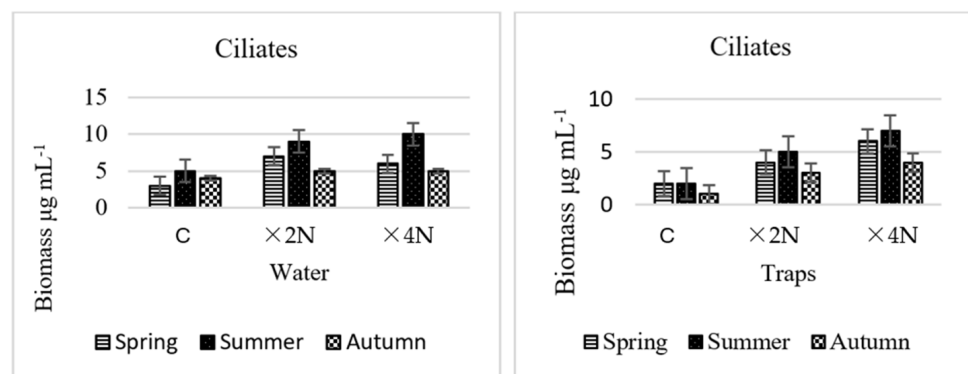 Ciliates
Biomass µg mL⁻¹
15
10
5
0
C ×2N ×4N
Water
Spring Summer Autumn
Ciliates
Biomass µg mL⁻¹
10
5
0
C ×2N ×4N
Traps
Spring Summer Autumn